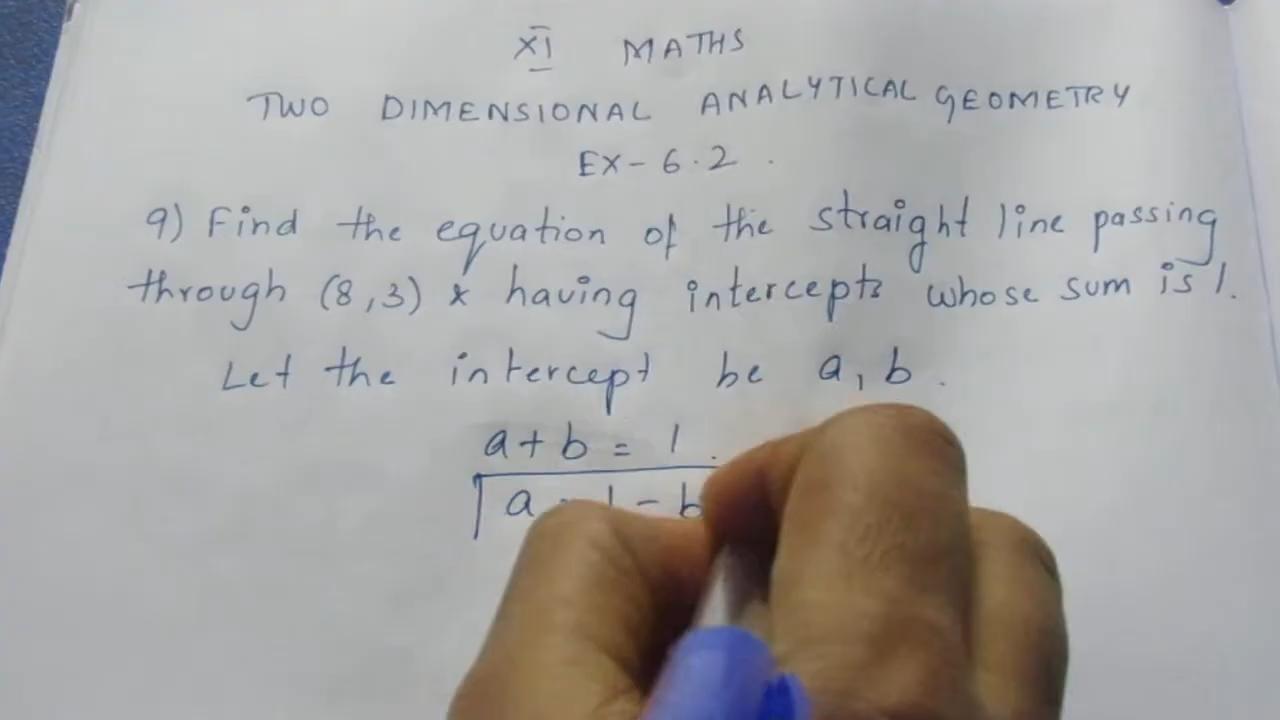 XI MATHS
TWO DIMENSIONAL ANALYTICAL GEOMETRY
EX-6.2.
9) Find the equation of the straight line passing
through (8,3) & having intercepts whose sum is 1.
Let the intercept be a, b.
a+b = 1.
a = 1-b